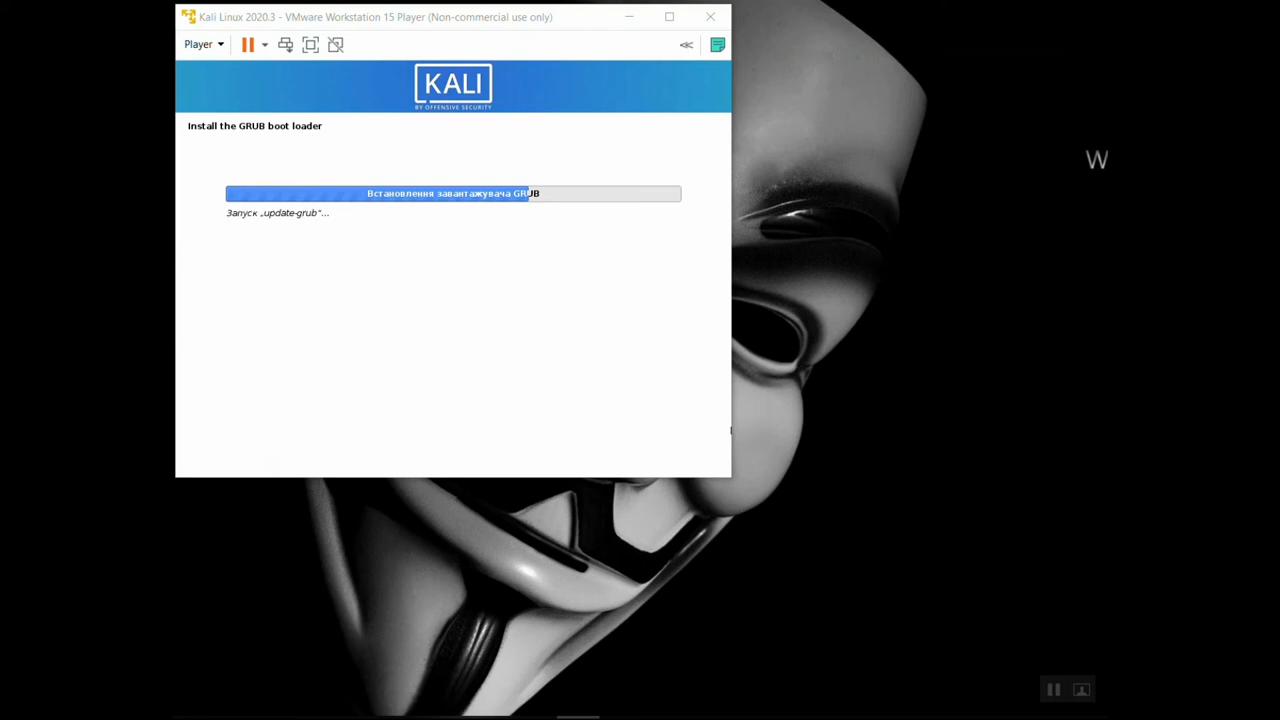 Kali Linux 2020.3 - VMware Workstation 15 Player (Non-commercial use only)
Player
KALI
BY OFFENSIVE SECURITY
Install the GRUB boot loader
Встановлення завантажувача GRUB
Запуск „update-grub“...
W